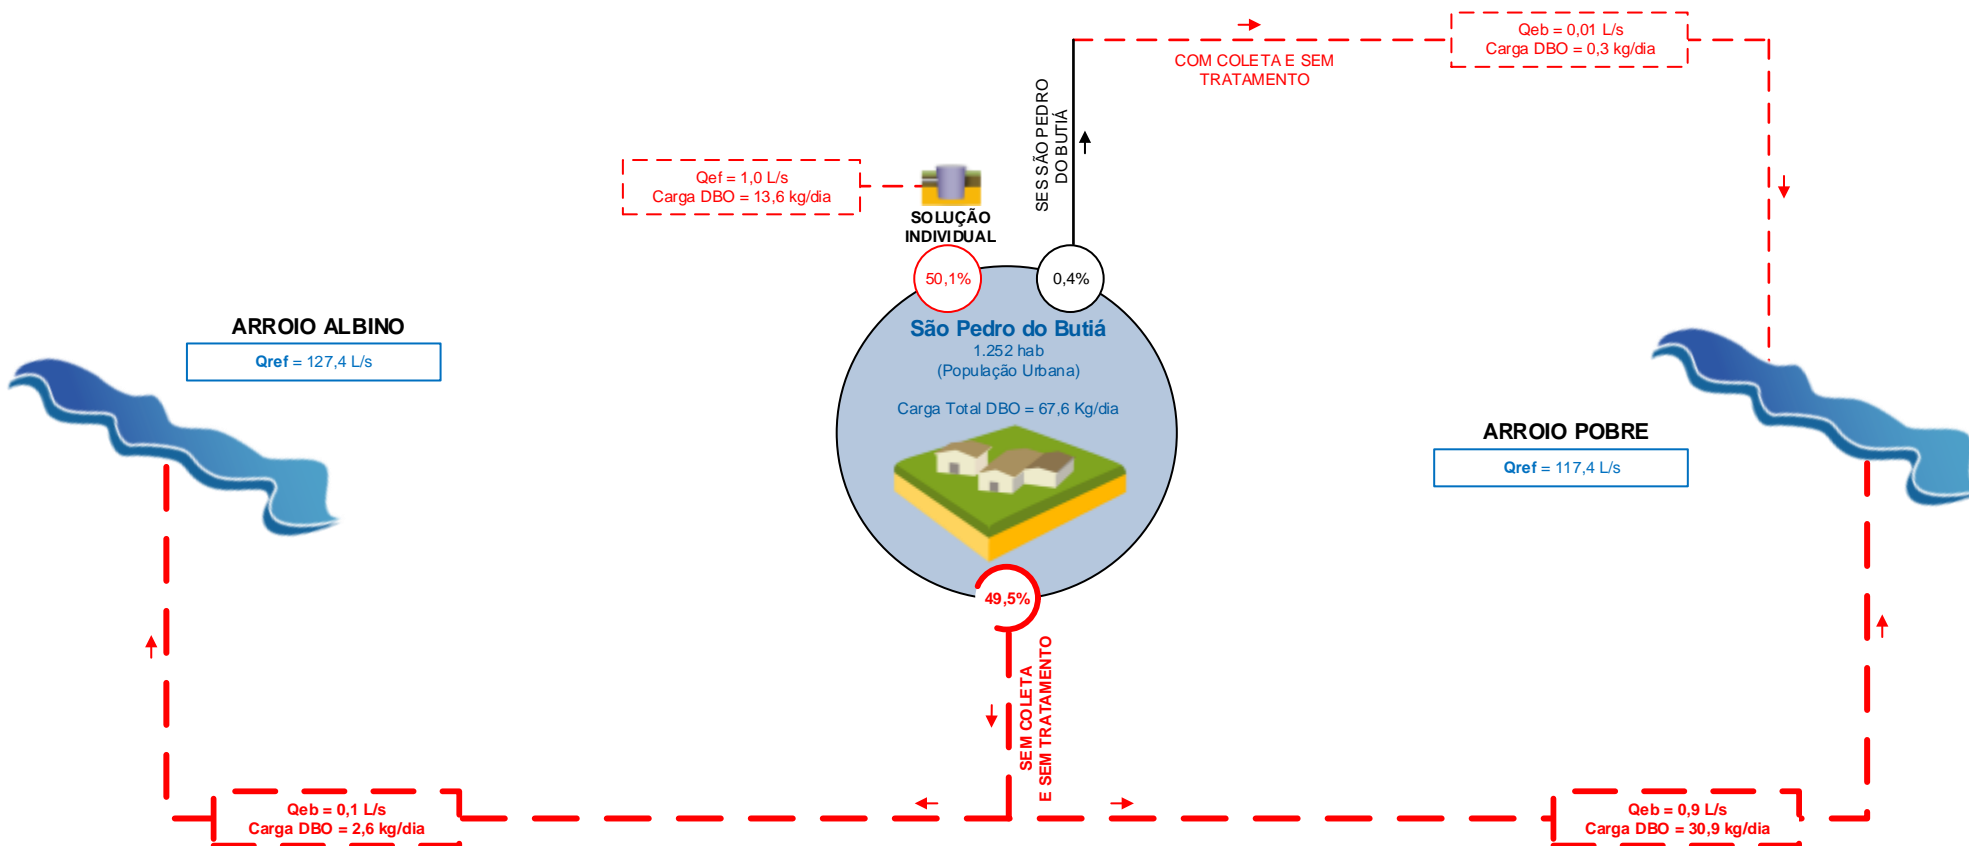 Qeb = 0,01 L/s
Carga DBO = 0,3 kg/dia
COM COLETA E SEM
TRATAMENTO
SES SÃO PEDRO
DO BUTIÁ
Qef = 1,0 L/s
Carga DBO = 13,6 kg/dia
SOLUÇÃO
INDIVIDUAL
50,1%
0,4%
São Pedro do Butiá
1.252 hab
(População Urbana)
Carga Total DBO = 67,6 Kg/dia
ARROIO ALBINO
Qref = 127,4 L/s
ARROIO POBRE
Qref = 117,4 L/s
49,5%
SEM COLETA
E SEM TRATAMENTO
Qeb = 0,1 L/s
Carga DBO = 2,6 kg/dia
Qeb = 0,9 L/s
Carga DBO = 30,9 kg/dia